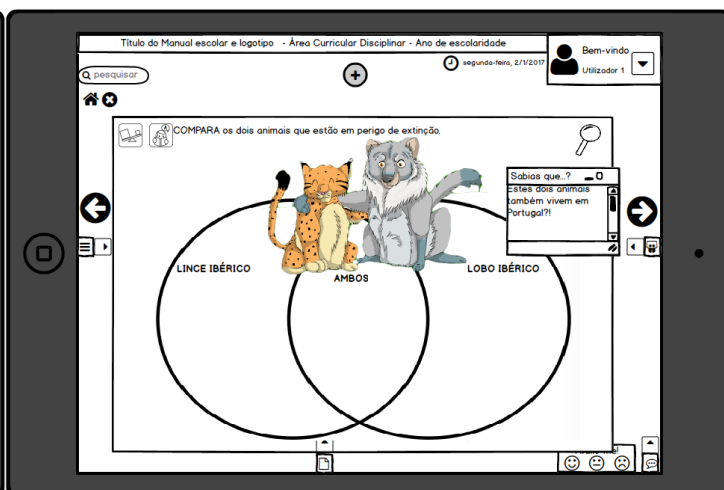 Título do Manual escolar e logotipo - Área Curricular Disciplinar - Ano de escolaridade
Bem-vindo
Utilizador 1
segunda-feira, 2/1/2017
pesquisar
COMPARA os dois animais que estão em perigo de extinção.
Sabias que...?
Estes dois animais
também vivem em
Portugal?!
LINCE IBÉRICO
AMBOS
LOBO IBÉRICO